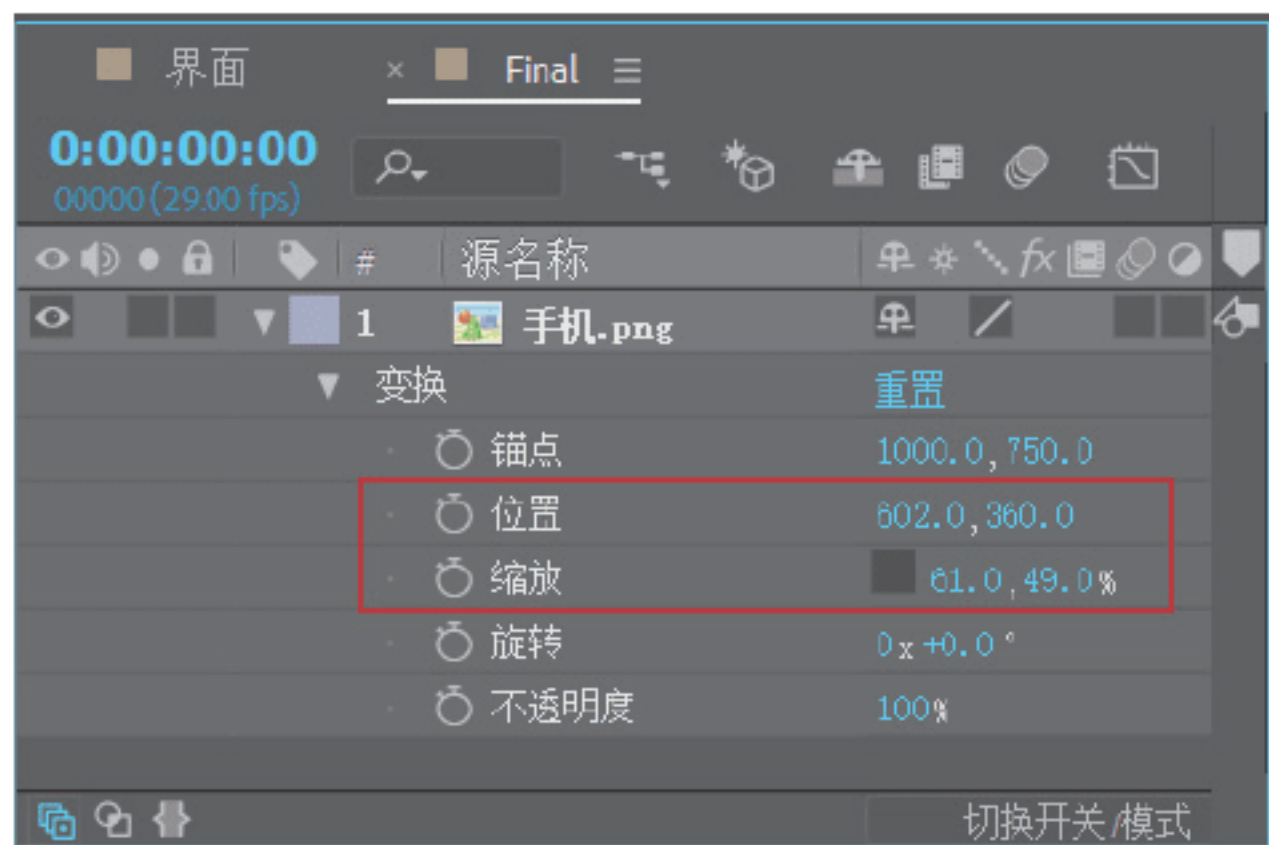 界面 × Final
0:00:00:00
00000 (29.00 fps)
# 源名称 fx
1 手机.png
变换 重置
锚点 1000.0,750.0
位置 602.0,360.0
缩放 61.0,49.0%
旋转 0x+0.0°
不透明度 100%
切换开关/模式